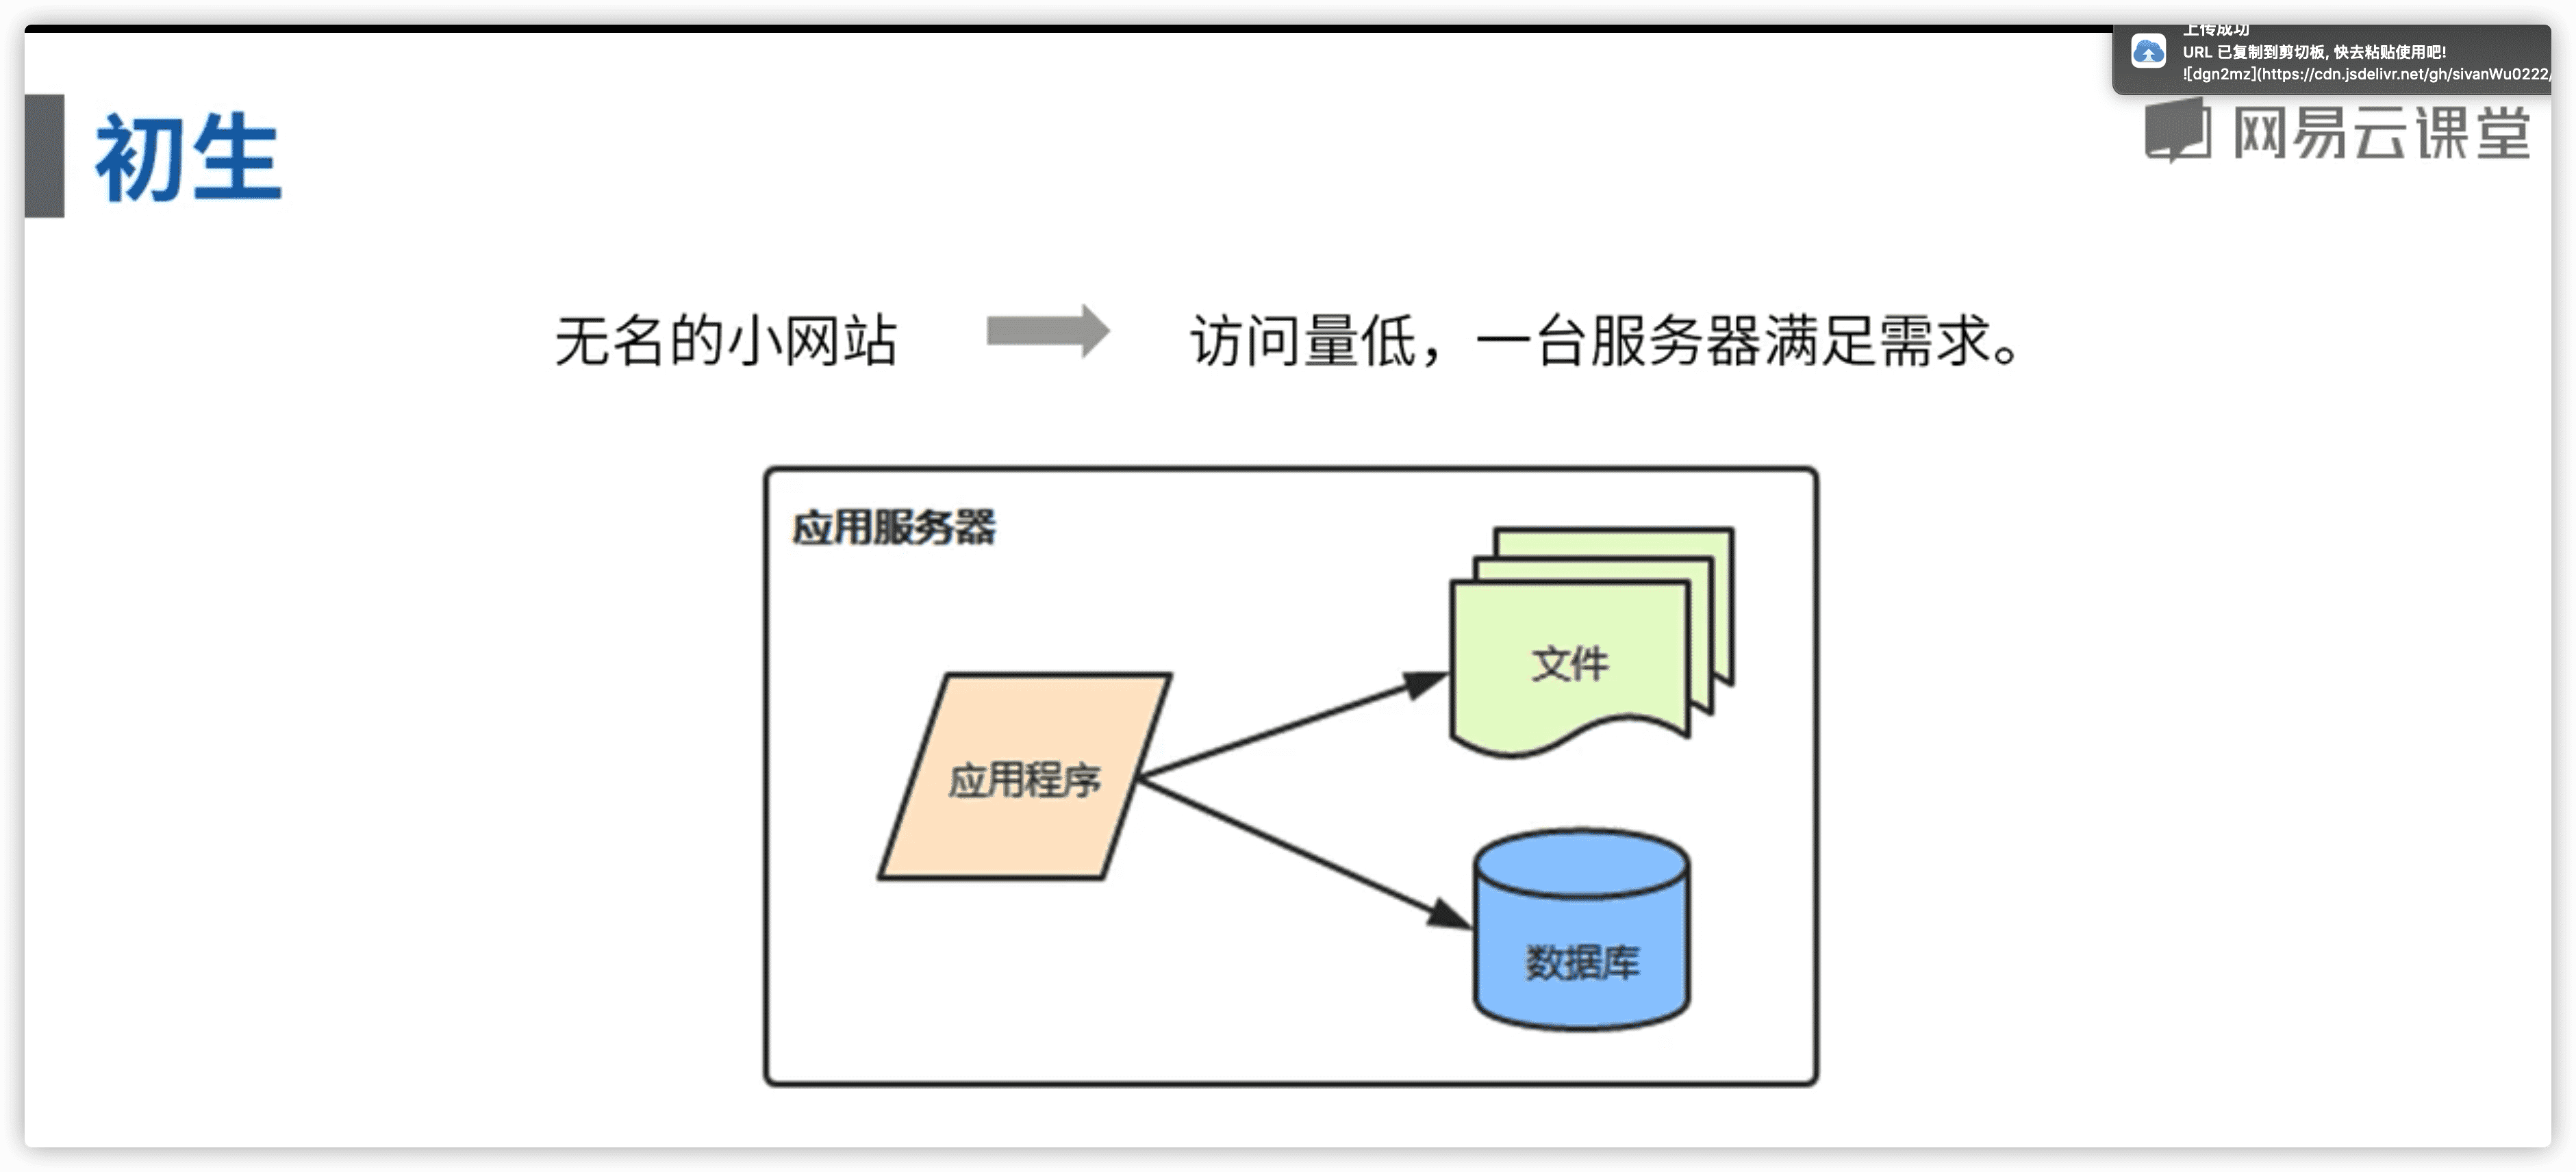 上传成功
URL 已复制到剪切板, 快去粘贴使用吧!
![dgn2mz](https://cdn.jsdelivr.net/gh/sivanWu0222/
网易云课堂
初生
无名的小网站 访问量低，一台服务器满足需求。
应用服务器
文件
应用程序
数据库